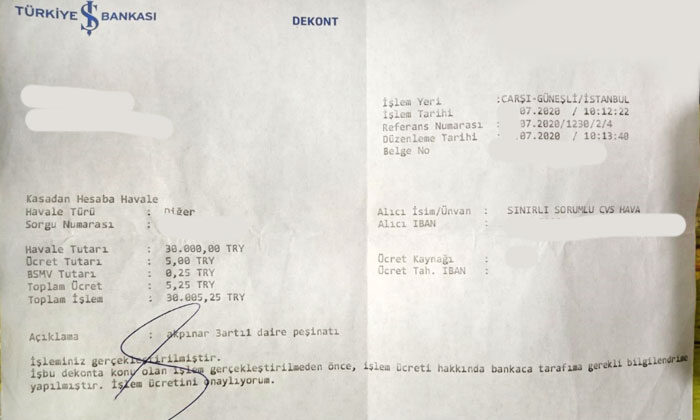 TÜRKİYE İŞ BANKASI
DEKONT
İşlem Yeri :CARŞI-GÜNEŞLİ/İSTANBUL
İşlem Tarihi 07.2020 / 10:12:22
Referans Numarası : 37.2020/1230/2/4
Düzenleme Tarihi : .07.2020 / 10:13:40
Belge No
Kasadan Hesaba Havale
Havale Türü : Diğer
Sorgu Numarası :
Alıcı İsim/Ünvan : SINIRLI SORUMLU CVS HAVA
Alıcı IBAN :
Havale Tutarı : 30.000,00 TRY
Ücret Tutarı : 5,00 TRY
BSMV Tutarı : 0,25 TRY
Toplam Ücret : 5,25 TRY
Toplam İşlem : 30.005,25 TRY
Ücret Kaynağı :
Ücret Tah. IBAN :
Açıklama : akpınar 3artı1 daire peşinatı
İşleminiz gerçekleştirilmiştir.
İşbu dekonta konu olan işlem gerçekleştirilmeden önce, işlem ücreti hakkında bankaca tarafıma gerekli bilgilendirme
yapılmıştır. İşlem ücretini onaylıyorum.